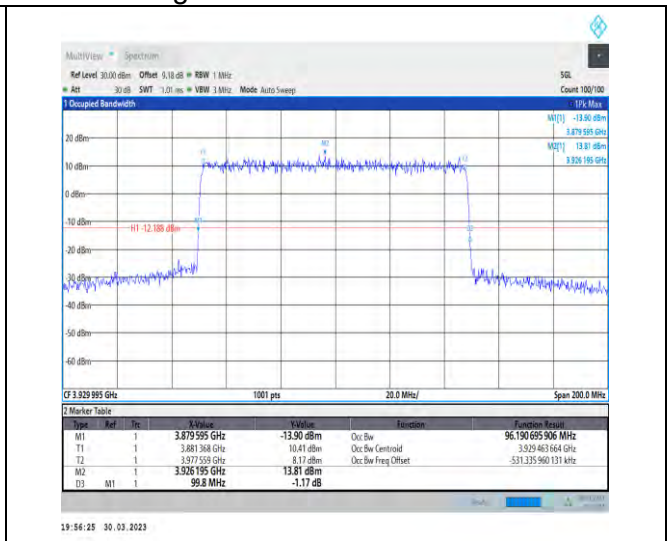 MultiView Spectrum
Ref Level 30.00 dBm Offset 9.18 dB RBW 1 MHz SGL
Att 30 dB SWT 1.01 ms VBW 3 MHz Mode Auto Sweep Count 100/100
1 Occupied Bandwidth 1Pk Max
M1[1] -13.90 dBm
3.879 595 GHz
M2[1] 13.81 dBm
3.926 195 GHz
20 dBm
M2
T1
T2
10 dBm
0 dBm
-10 dBm
M1
H1 -12.188 dBm
D3
-20 dBm
-30 dBm
-40 dBm
-50 dBm
-60 dBm
CF 3.929 995 GHz 1001 pts 20.0 MHz/ Span 200.0 MHz
2 Marker Table
Type Ref Trc X-Value Y-Value Function Function Result
M1 1 3.879 595 GHz -13.90 dBm Occ Bw 96.190 695 906 MHz
T1 1 3.881 368 GHz 10.41 dBm Occ Bw Centroid 3.929 463 664 GHz
T2 1 3.977 559 GHz 8.17 dBm Occ Bw Freq Offset -531.335 960 131 kHz
M2 1 3.926 195 GHz 13.81 dBm
D3 M1 1 99.8 MHz -1.17 dB
19:56:25 30.03.2023